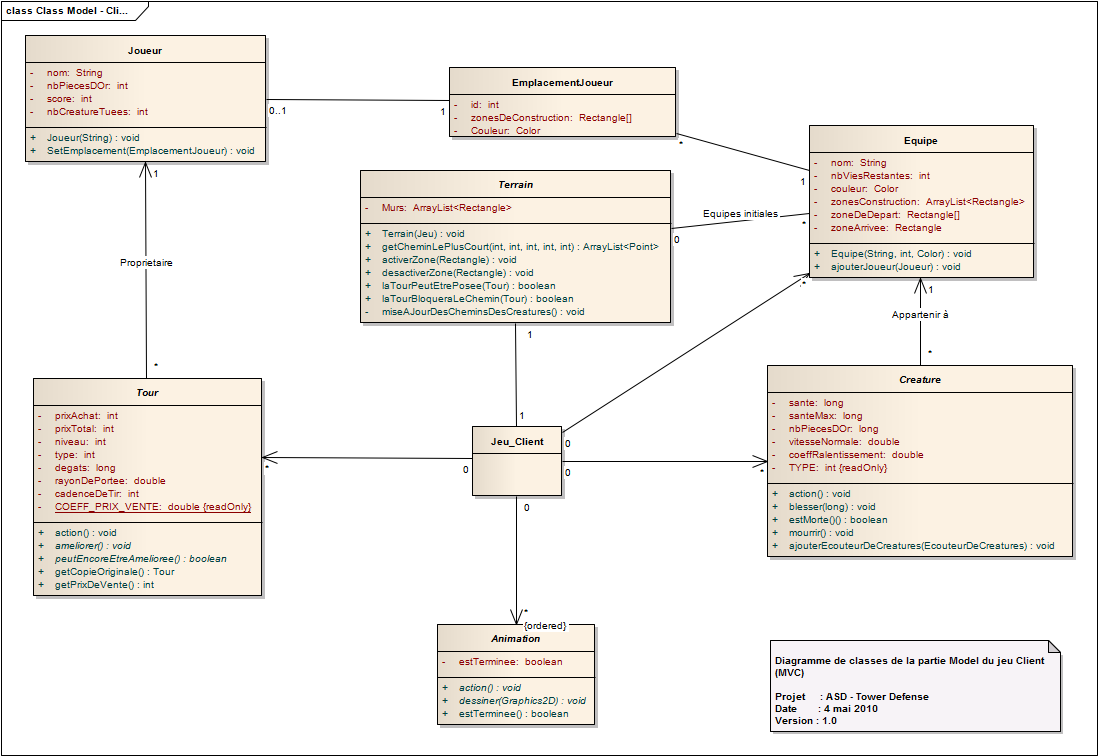 class Class Model - Cli...
Joueur
- nom: String
- nbPiecesDOr: int
- score: int
- nbCreatureTuees: int
+ Joueur(String) : void
+ SetEmplacement(EmplacementJoueur) : void
0..1
1
EmplacementJoueur
- id: int
- zonesDeConstruction: Rectangle[]
- Couleur: Color
*
1
Equipe
- nom: String
- nbViesRestantes: int
- couleur: Color
- zonesConstruction: ArrayList<Rectangle>
- zoneDeDepart: Rectangle[]
- zoneArrivee: Rectangle
+ Equipe(String, int, Color) : void
+ ajouterJoueur(Joueur) : void
Terrain
- Murs: ArrayList<Rectangle>
+ Terrain(Jeu) : void
+ getCheminLePlusCourt(int, int, int, int, int) : ArrayList<Point>
+ activerZone(Rectangle) : void
+ desactiverZone(Rectangle) : void
+ laTourPeutEtrePosee(Tour) : boolean
+ laTourBloqueraLeChemin(Tour) : boolean
- miseAJourDesCheminsDesCreatures() : void
Equipes initiales
0
*
1
Proprietaire
*
1
1
*
1
Appartenir à
*
Tour
- prixAchat: int
- prixTotal: int
- niveau: int
- type: int
- degats: long
- rayonDePortee: double
- cadenceDeTir: int
- COEFF_PRIX_VENTE: double {readOnly}
+ action() : void
+ ameliorer() : void
+ peutEncoreEtreAmelioree() : boolean
+ getCopieOriginale() : Tour
+ getPrixDeVente() : int
Jeu_Client
0
*
0
0
*
0
Creature
- sante: long
- santeMax: long
- nbPiecesDOr: long
- vitesseNormale: double
- coeffRalentissement: double
- TYPE: int {readOnly}
+ action() : void
+ blesser(long) : void
+ estMorte()() : boolean
+ mourrir() : void
+ ajouterEcouteurDeCreatures(EcouteurDeCreatures) : void
*
{ordered}
Animation
- estTerminee: boolean
+ action() : void
+ dessiner(Graphics2D) : void
+ estTerminee() : boolean
Diagramme de classes de la partie Model du jeu Client
(MVC)
Projet : ASD - Tower Defense
Date : 4 mai 2010
Version : 1.0